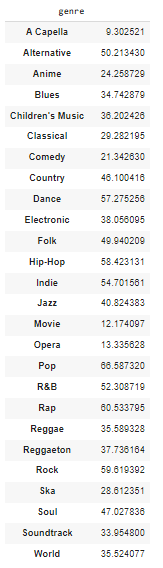 genre
A Capella 9.302521
Alternative 50.213430
Anime 24.258729
Blues 34.742879
Children's Music 36.202426
Classical 29.282195
Comedy 21.342630
Country 46.100416
Dance 57.275256
Electronic 38.056095
Folk 49.940209
Hip-Hop 58.423131
Indie 54.701561
Jazz 40.824383
Movie 12.174097
Opera 13.335628
Pop 66.587320
R&B 52.308719
Rap 60.533795
Reggae 35.589328
Reggaeton 37.736164
Rock 59.619392
Ska 28.612351
Soul 47.027836
Soundtrack 33.954800
World 35.524077